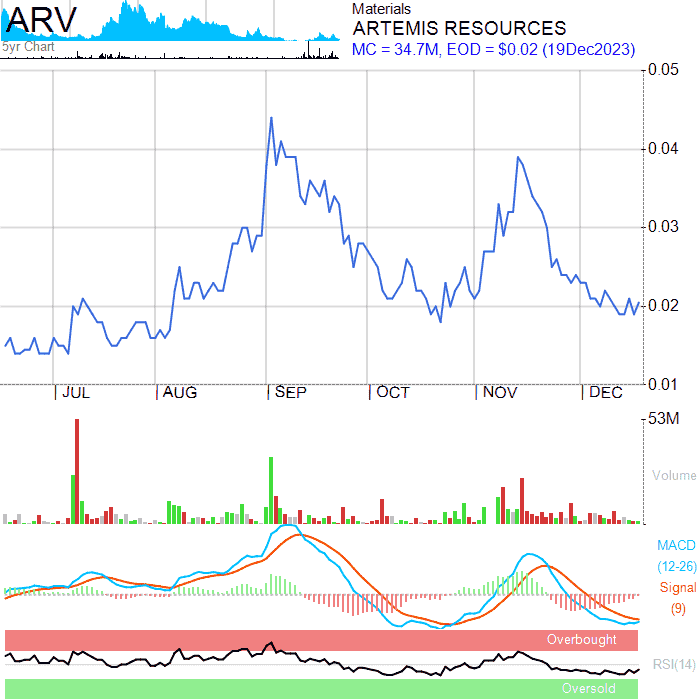 ARV
5yr Chart
Materials
ARTEMIS RESOURCES
MC = 34.7M, EOD = $0.02 (19Dec2023)
0.05
0.04
0.03
0.02
0.01
JUL AUG SEP OCT NOV DEC
53M
Volume
MACD
(12-26)
Signal
(9)
Overbought
RSI(14)
Oversold